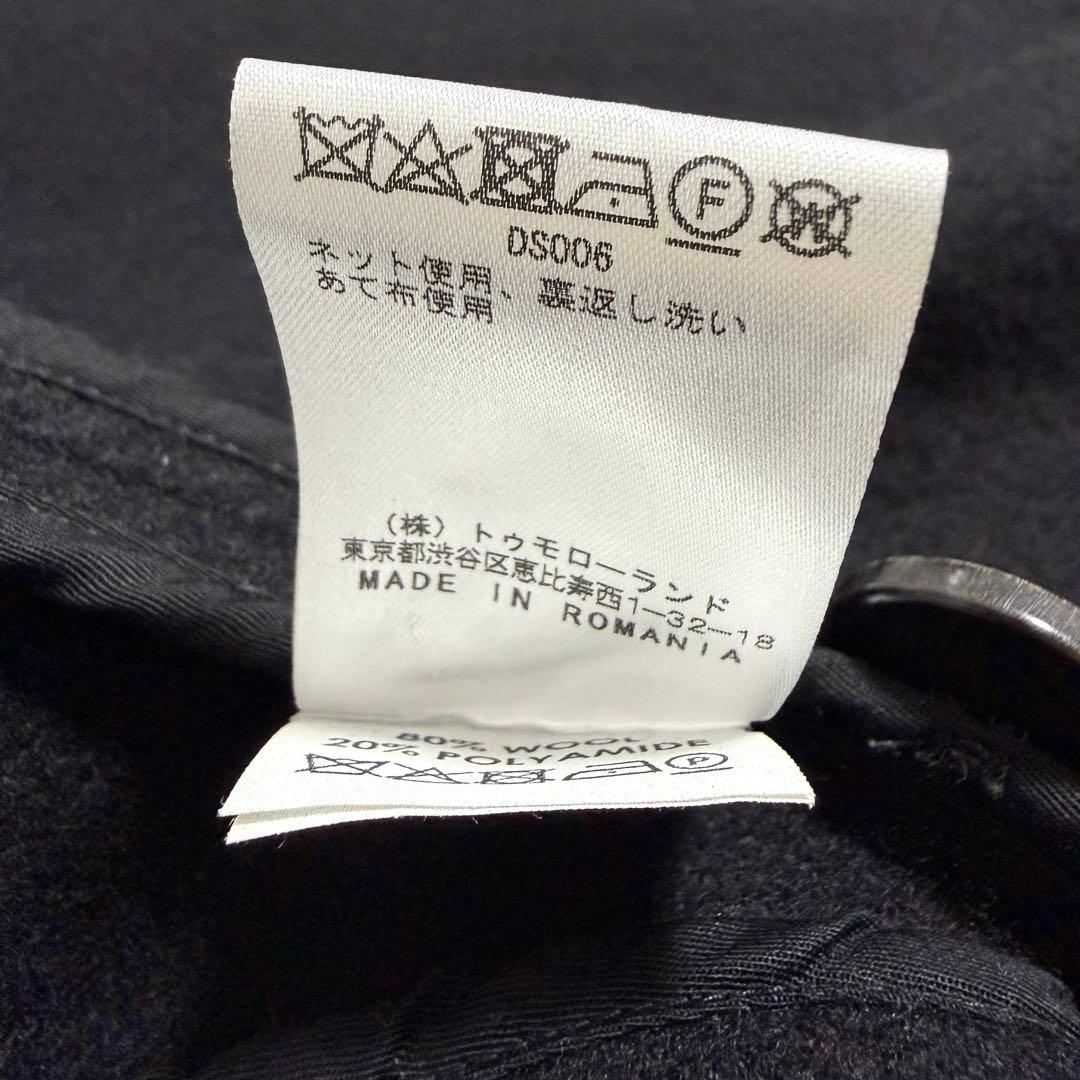 F W
DS006
ネット使用、裏返し洗い
あて布使用
(株) トゥモローランド
東京都渋谷区恵比寿西1-32-18
MADE IN ROMANIA
80% WOOL
20% POLYAMIDE
P